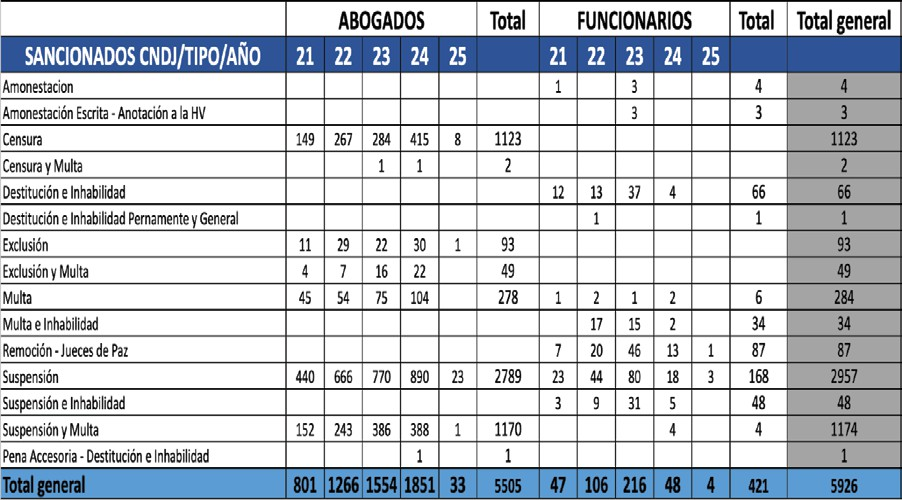 ABOGADOS Total FUNCIONARIOS Total Total general
SANCIONADOS CNDJ/TIPO/AÑO 21 22 23 24 25 21 22 23 24 25
Amonestacion 1 3 4 4
Amonestación Escrita - Anotación a la HV 3 3 3
Censura 149 267 284 415 8 1123 1123
Censura y Multa 1 1 2 2
Destitución e Inhabilidad 12 13 37 4 66 66
Destitución e Inhabilidad Pernamente y General 1 1 1
Exclusión 11 29 22 30 1 93 93
Exclusión y Multa 4 7 16 22 49 49
Multa 45 54 75 104 278 1 2 1 2 6 284
Multa e Inhabilidad 17 15 2 34 34
Remoción - Jueces de Paz 7 20 46 13 1 87 87
Suspensión 440 666 770 890 23 2789 23 44 80 18 3 168 2957
Suspensión e Inhabilidad 3 9 31 5 48 48
Suspensión y Multa 152 243 386 388 1 1170 4 4 1174
Pena Accesoria - Destitución e Inhabilidad 1 1 1
Total general 801 1266 1554 1851 33 5505 47 106 216 48 4 421 5926